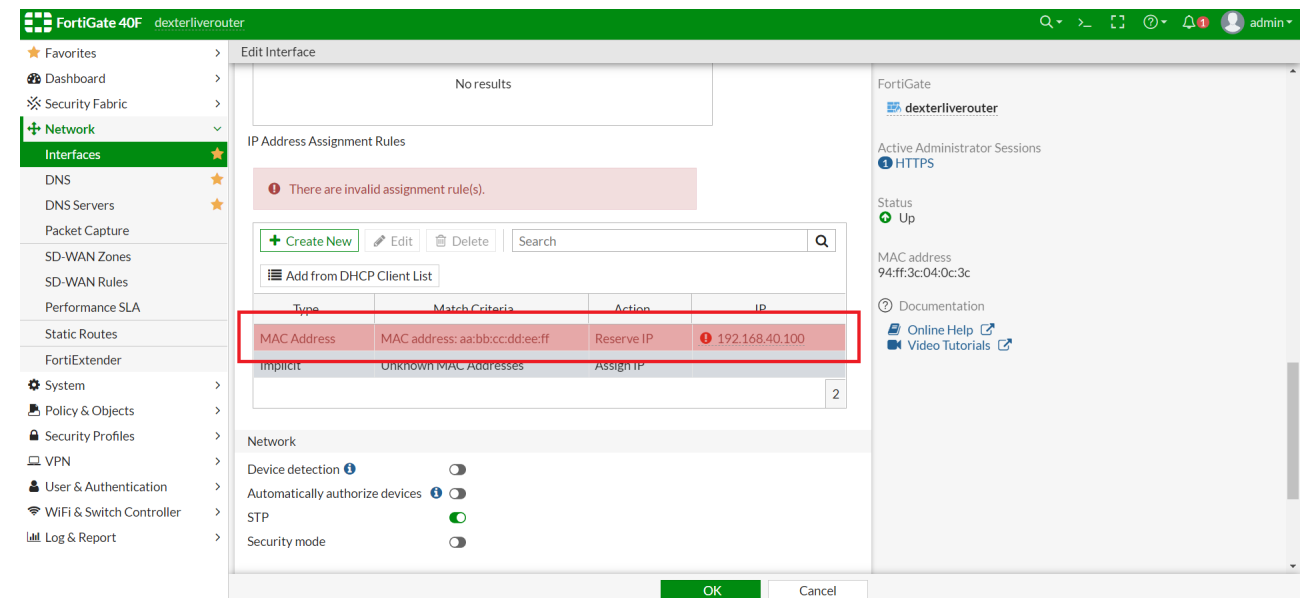 FortiGate 40F dexterliverouter
admin
1
Favorites
Dashboard
Security Fabric
Network
Interfaces
DNS
DNS Servers
Packet Capture
SD-WAN Zones
SD-WAN Rules
Performance SLA
Static Routes
FortiExtender
System
Policy & Objects
Security Profiles
VPN
User & Authentication
WiFi & Switch Controller
Log & Report
Edit Interface
No results
IP Address Assignment Rules
There are invalid assignment rule(s).
Create New Edit Delete Search
Add from DHCP Client List
Type Match Criteria Action IP
MAC Address MAC address: aa:bb:cc:dd:ee:ff Reserve IP 192.168.40.100
Implicit Unknown MAC Addresses Assign IP
2
Network
Device detection
Automatically authorize devices
STP
Security mode
OK Cancel
FortiGate
dexterliverouter
Active Administrator Sessions
1 HTTPS
Status
Up
MAC address
94:ff:3c:04:0c:3c
Documentation
Online Help
Video Tutorials